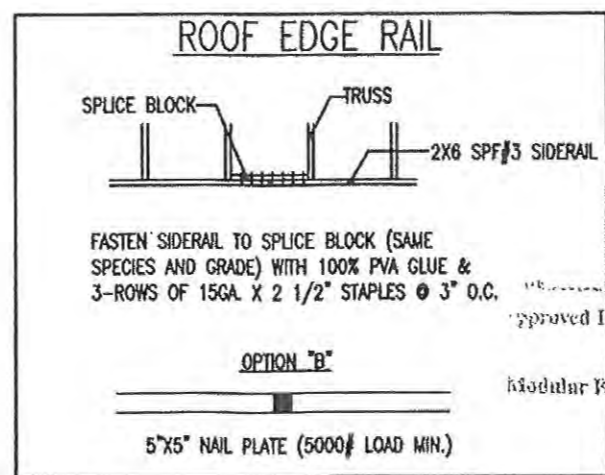 ROOF EDGE RAIL
SPLICE BLOCK
TRUSS
2X6 SPF#3 SIDERAIL
FASTEN SIDERAIL TO SPLICE BLOCK (SAME
SPECIES AND GRADE) WITH 100% PVA GLUE &
3-ROWS OF 15GA. X 2 1/2" STAPLES @ 3" O.C.
pproved
Modular
OPTION "B"
5"X5" NAIL PLATE (5000# LOAD MIN.)